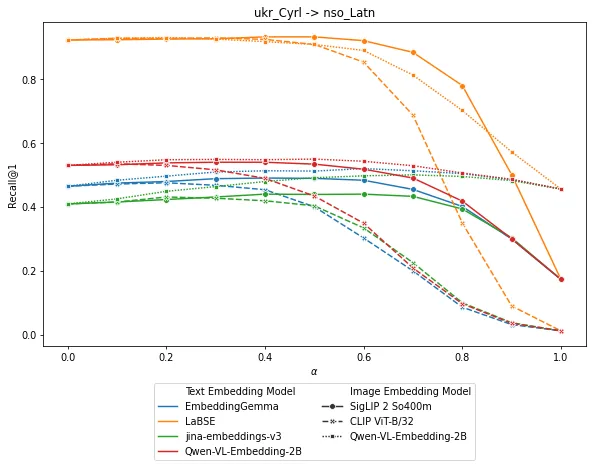 ukr_Cyrl -> nso_Latn
Recall@1
0.8
0.6
0.4
0.2
0.0
0.0 0.2 0.4 0.6 0.8 1.0
α
Text Embedding Model Image Embedding Model
EmbeddingGemma SigLIP 2 So400m
LaBSE CLIP ViT-B/32
jina-embeddings-v3 Qwen-VL-Embedding-2B
Qwen-VL-Embedding-2B